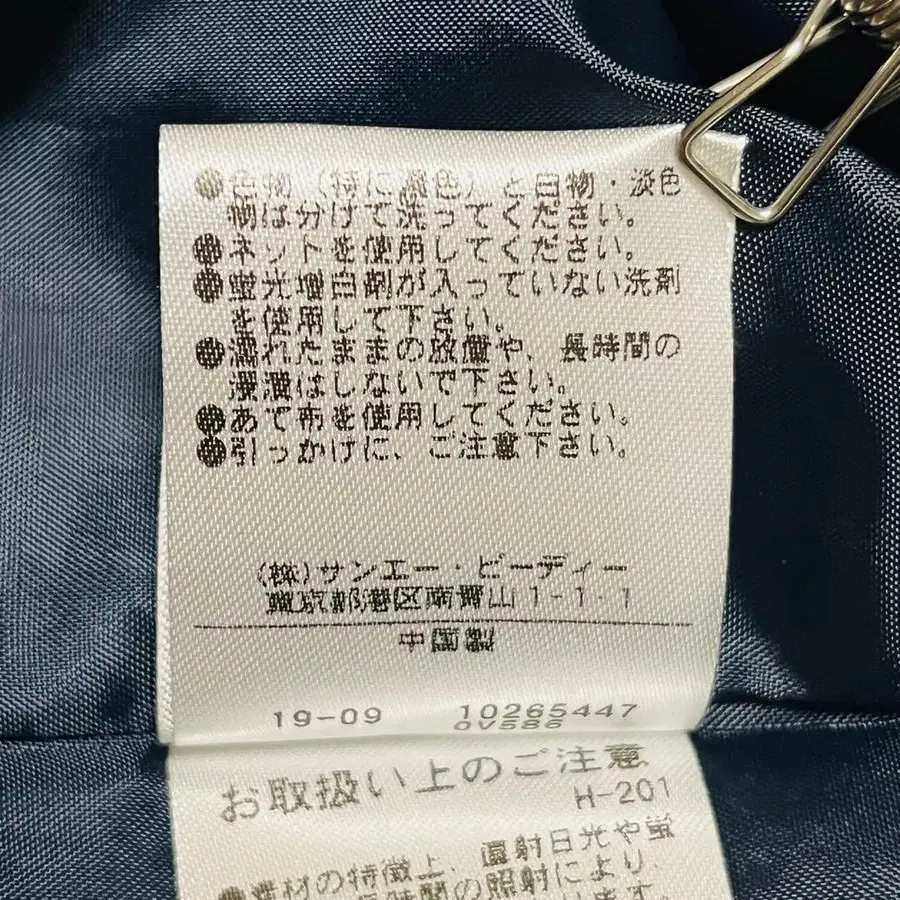 ●色物(特に濃色)と白物・淡色
物は分けて洗ってください。
●ネットを使用してください。
●蛍光増白剤が入っていない洗剤
を使用して下さい。
●濡れたままの放置や、長時間の
浸漬はしないで下さい。
●あて布を使用してください。
●引っかけに、ご注意下さい。
(株)サンエー・ビーディー
東京都港区南青山1-1-1
中国製
19-09 10265447
OV586
お取扱い上のご注意
H-201
●素材の特徴上、直射日光や蛍
時間の照射により、